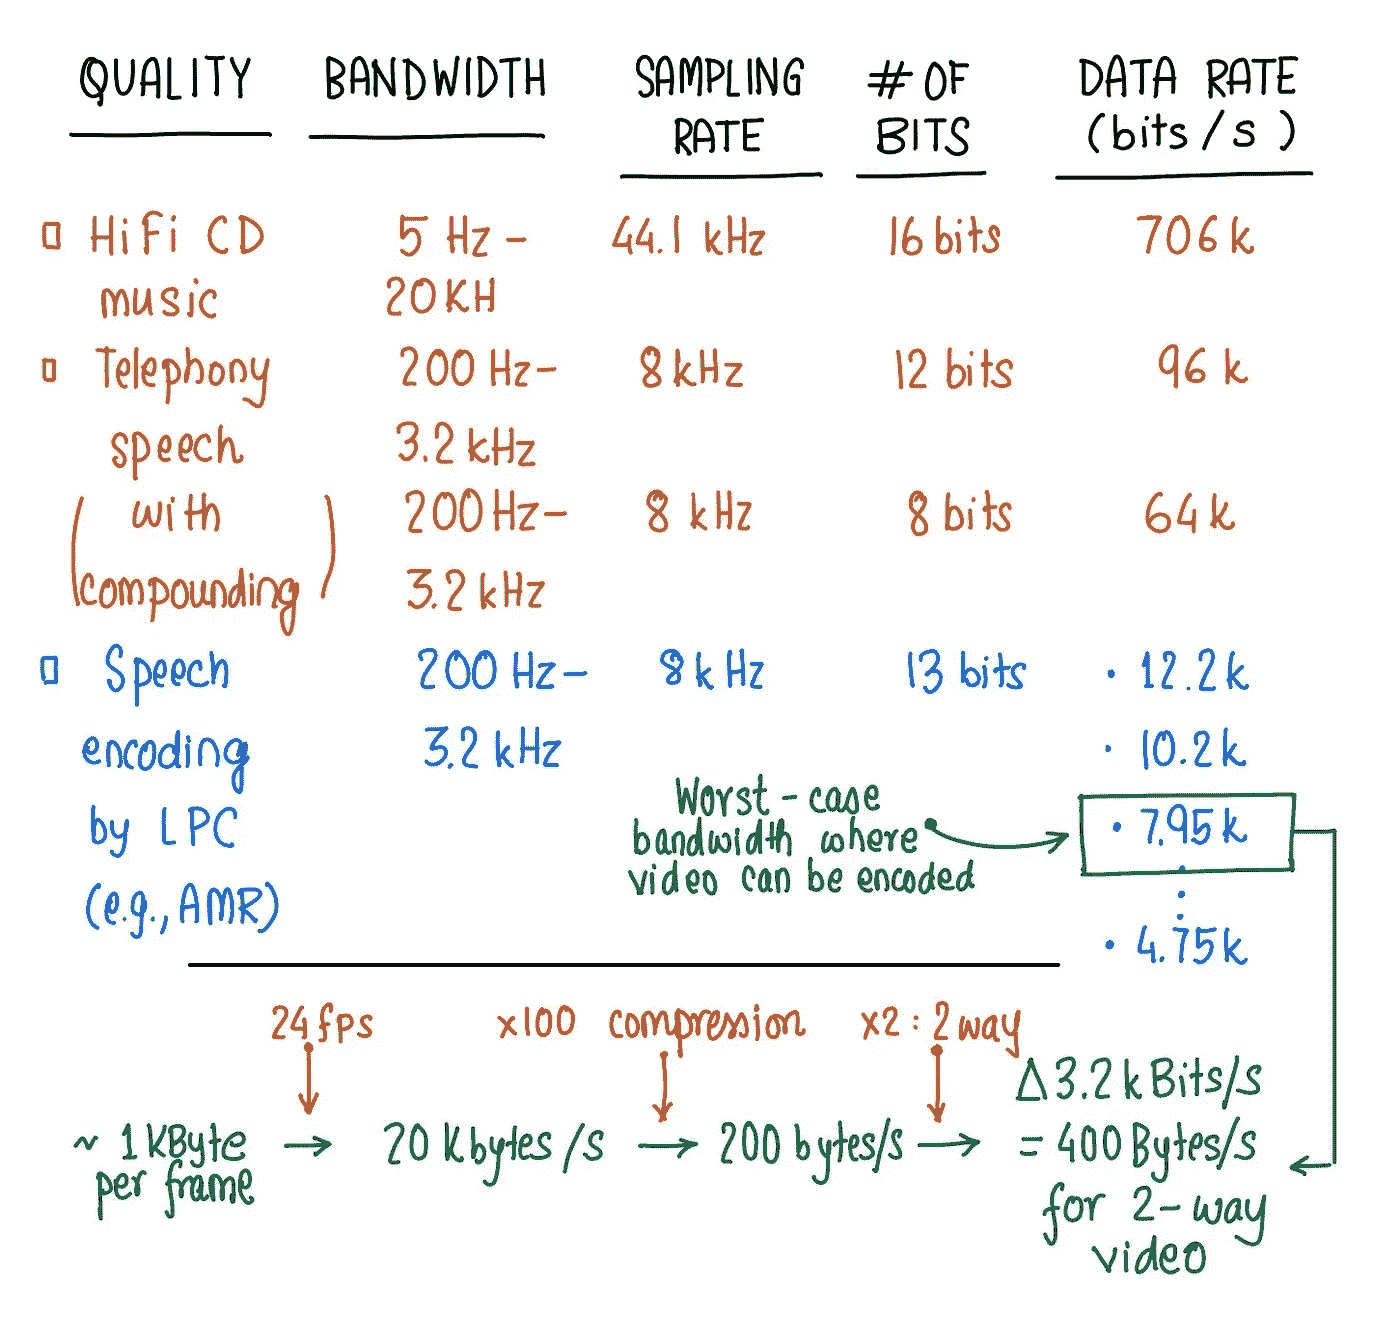 QUALITY BANDWIDTH SAMPLING RATE # OF BITS DATA RATE (bits/s)
HiFi CD 5 Hz – 44.1 kHz 16 bits 706 k
music 20 KH
Telephony 200 Hz – 8 kHz 12 bits 96 k
speech 3.2 kHz
(with 200 Hz – 8 kHz 8 bits 64 k
compounding) 3.2 kHz
Speech 200 Hz – 8 k Hz 13 bits • 12.2 k
encoding 3.2 kHz • 10.2 k
by LPC • 7.95 k
(e.g., AMR) • 4.75 k
Worst-case
bandwidth where
video can be encoded
24 fps x100 compression x2 : 2 way
~ 1 KByte per frame → 20 Kbytes/s → 200 bytes/s →
Δ 3.2 k Bits/s
= 400 Bytes/s
for 2-way
video